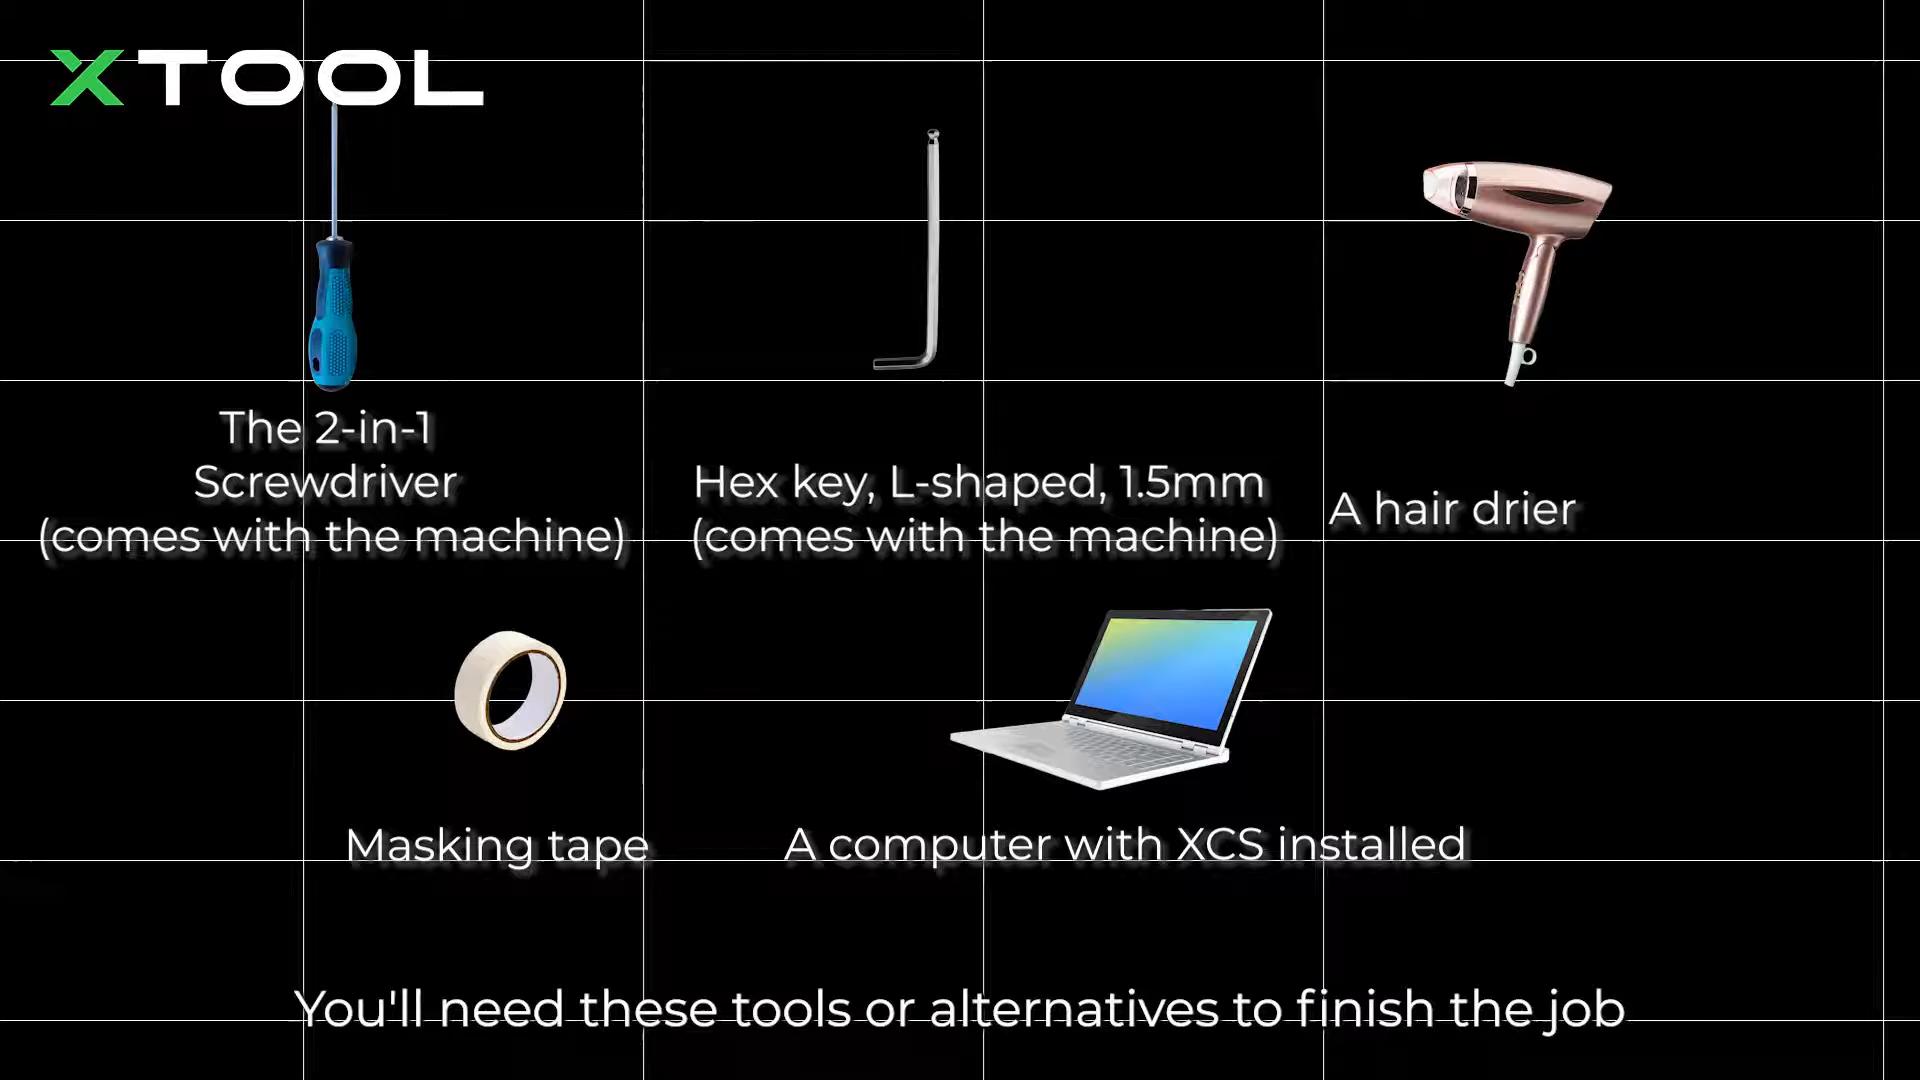 XTOOL
The 2-in-1
Screwdriver
(comes with the machine)
Hex key, L-shaped, 1.5mm
(comes with the machine)
A hair drier
Masking tape
A computer with XCS installed
You'll need these tools or alternatives to finish the job